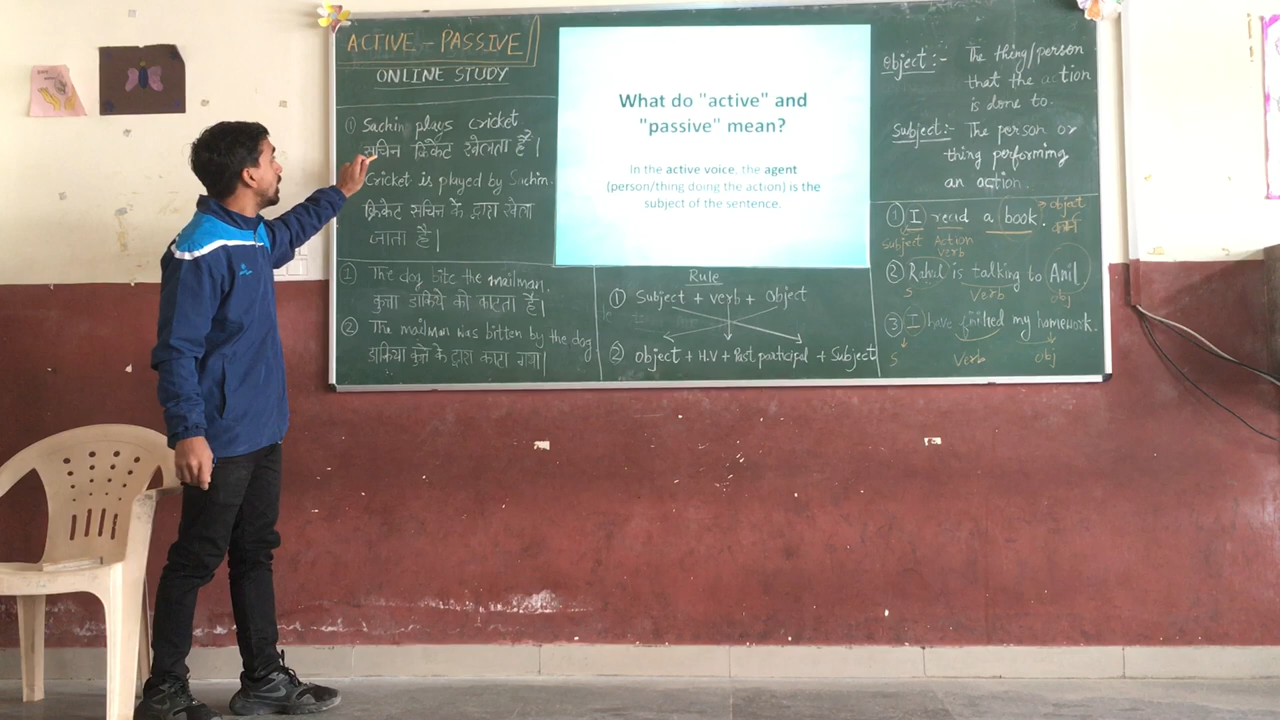 ACTIVE - PASSIVE
ONLINE STUDY
① Sachin plays cricket
सचिन क्रिकेट खेलता है।
Cricket is played by Sachin.
क्रिकेट सचिन के द्वारा खेला
जाता है।
① The dog bite the mailman.
कुत्ता डाकिये को काटता है।
② The mailman was bitten by the dog
डाकिया कुत्ते के द्वारा काटा गया।
What do "active" and
"passive" mean?
In the active voice, the agent
(person/thing doing the action) is the
subject of the sentence.
Rule
① Subject + verb + object
② object + H.V + Past participal + Subject
object:- The thing/person
that the action
is done to.
Subject:- The person or
thing performing
an action.
① I read a book. object
subject Action
verb
② Rahul is talking to Anil
S Verb obj
③ I have finihed my homework.
S Verb obj